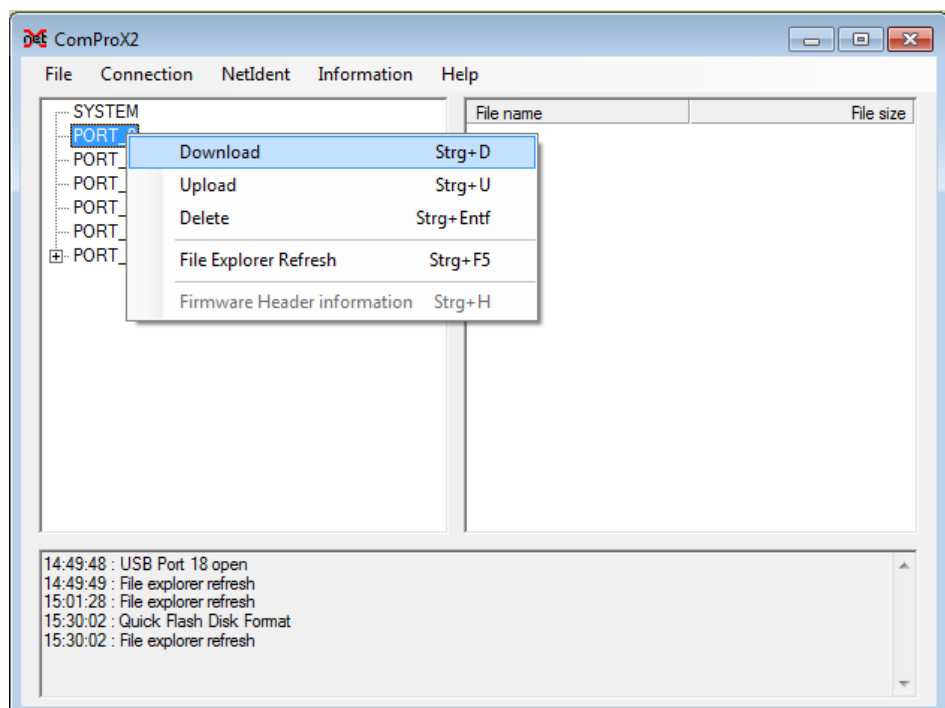 net ComProX2
File Connection NetIdent Information Help
SYSTEM
PORT_
PORT_
PORT_
PORT_
PORT_
PORT_
Download Strg+D
Upload Strg+U
Delete Strg+Entf
File Explorer Refresh Strg+F5
Firmware Header information Strg+H
File name File size
14:49:48 : USB Port 18 open
14:49:49 : File explorer refresh
15:01:28 : File explorer refresh
15:30:02 : Quick Flash Disk Format
15:30:02 : File explorer refresh